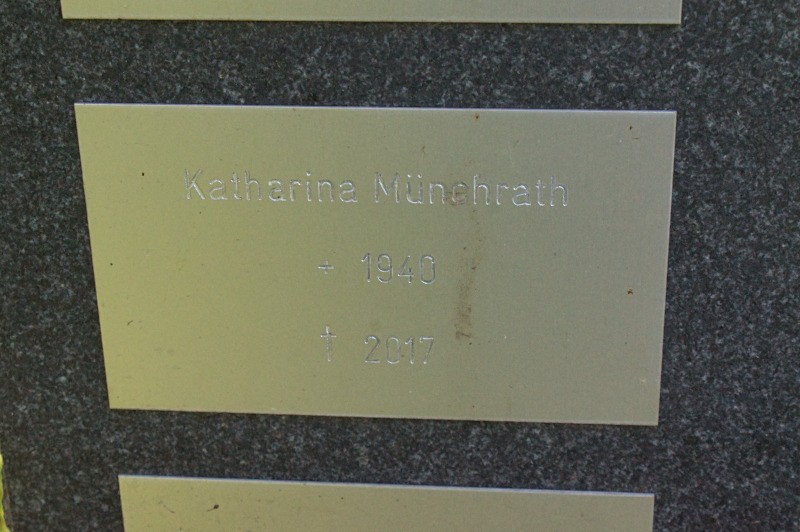 Katharina Münchrath
* 1940
† 2017